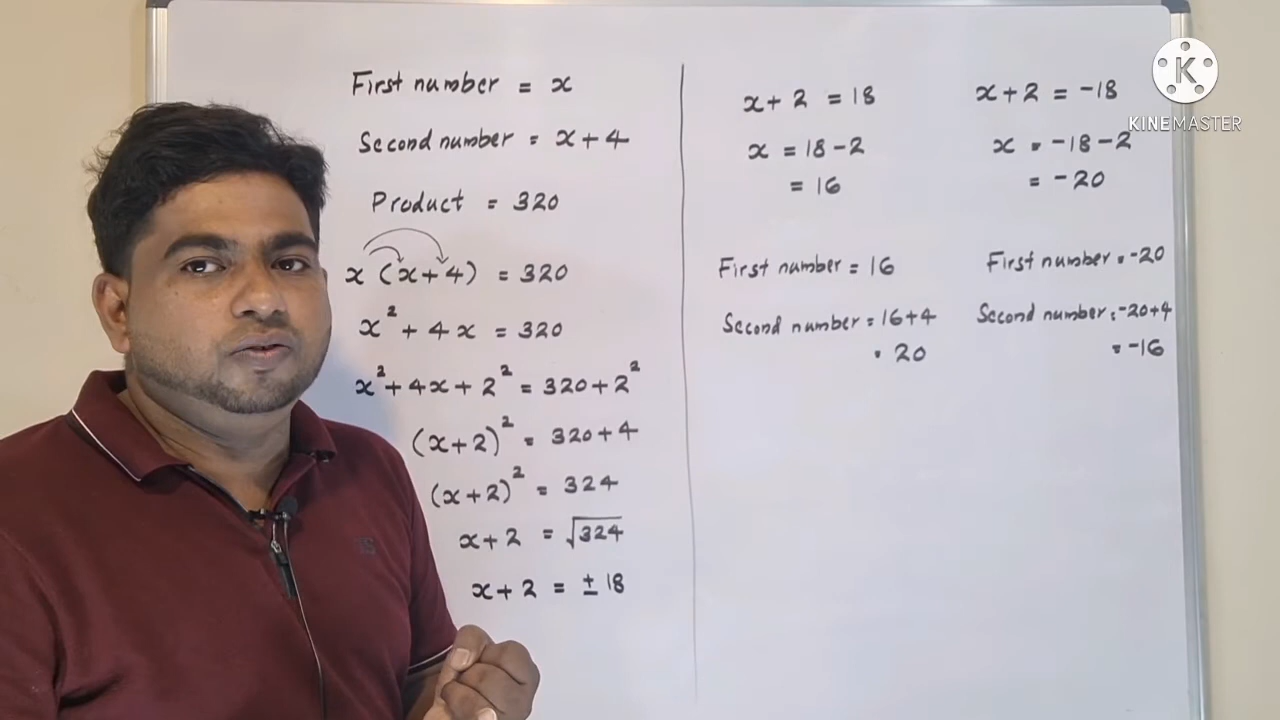 First number = x
Second number = x + 4
Product = 320
x (x + 4) = 320
x² + 4x = 320
x² + 4x + 2² = 320 + 2²
(x + 2)² = 320 + 4
(x + 2)² = 324
x + 2 = √324
x + 2 = ± 18
x + 2 = 18
x = 18 - 2
= 16
First number = 16
Second number = 16 + 4
= 20
x + 2 = -18
x = -18 - 2
= -20
First number = -20
Second number = -20 + 4
= -16
K
KINEMASTER